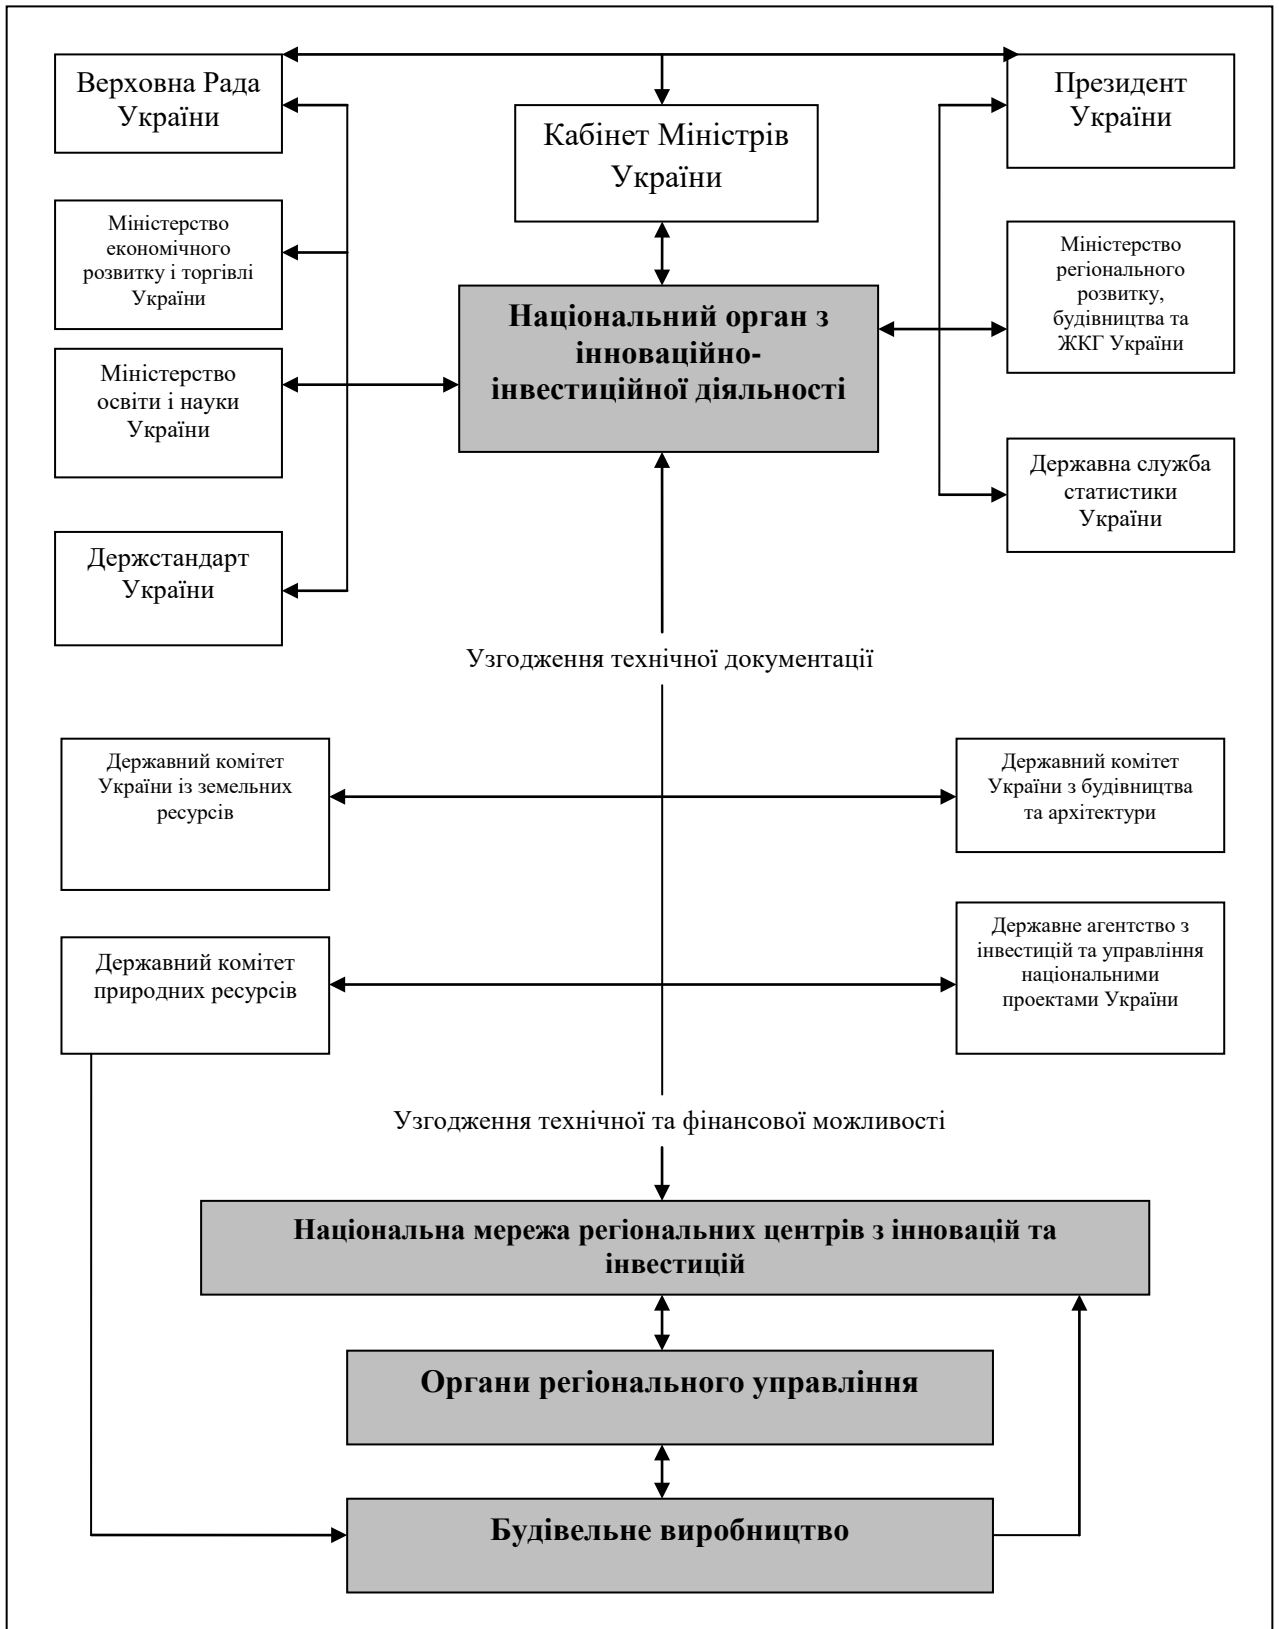 Верховна Рада
України
Президент
України
Кабінет Міністрів
України
Міністерство
економічного
розвитку і торгівлі
України
Міністерство
регіонального
розвитку,
будівництва та
ЖКГ України
Національний орган з
інноваційно-
інвестиційної діяльності
Міністерство
освіти і науки
України
Державна служба
статистики
України
Держстандарт
України
Узгодження технічної документації
Державний комітет
України із земельних
ресурсів
Державний комітет
України з будівництва
та архітектури
Державний комітет
природних ресурсів
Державне агентство з
інвестицій та управління
національними
проектами України
Узгодження технічної та фінансової можливості
Національна мережа регіональних центрів з інновацій та
інвестицій
Органи регіонального управління
Будівельне виробництво